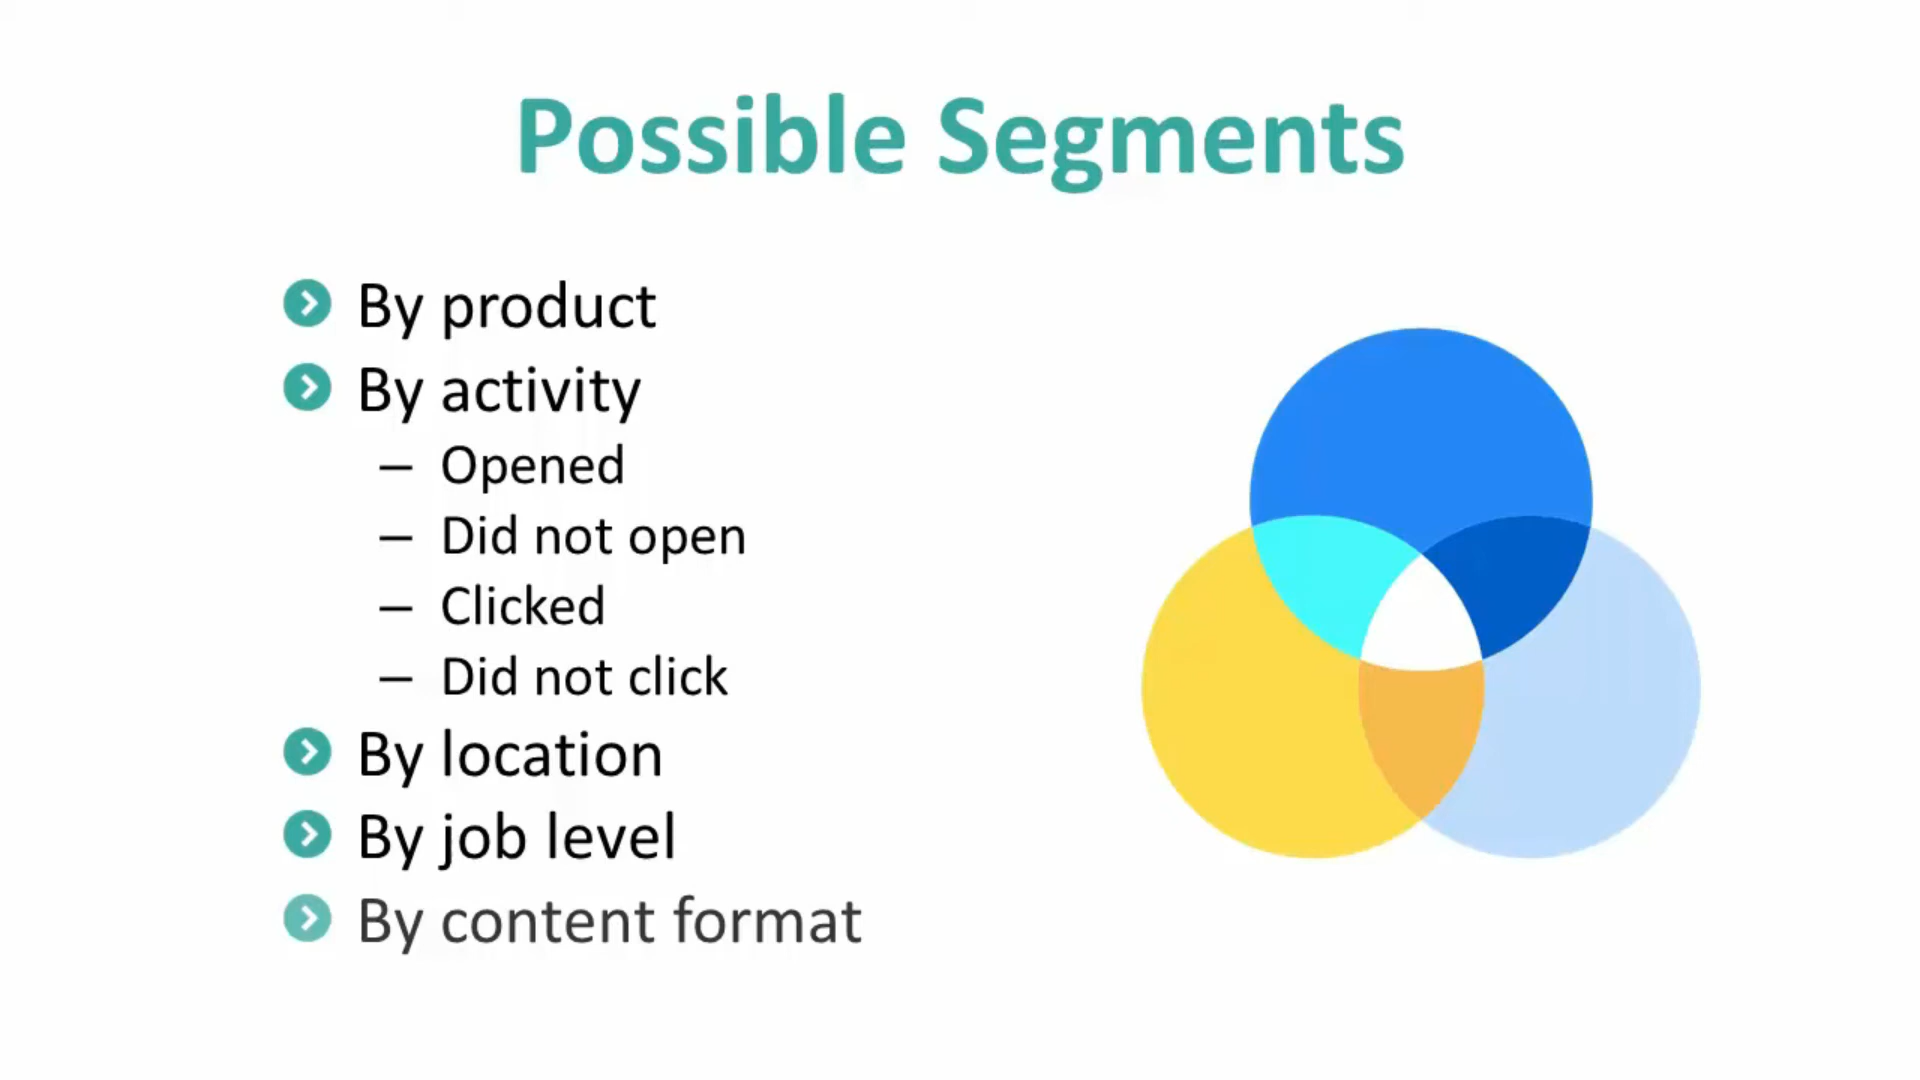 Possible Segments
By product
By activity
– Opened
– Did not open
– Clicked
– Did not click
By location
By job level
By content format